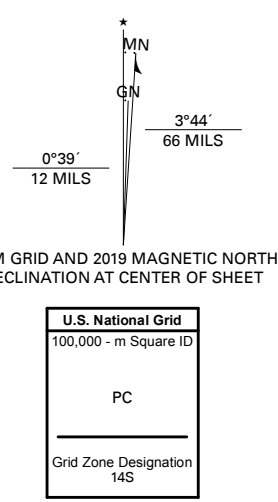 ★
MN
GN
3°44´
66 MILS
0°39´
12 MILS
M GRID AND 2019 MAGNETIC NORTH
ECLINATION AT CENTER OF SHEET
U.S. National Grid
100,000 - m Square ID
PC
Grid Zone Designation
14S